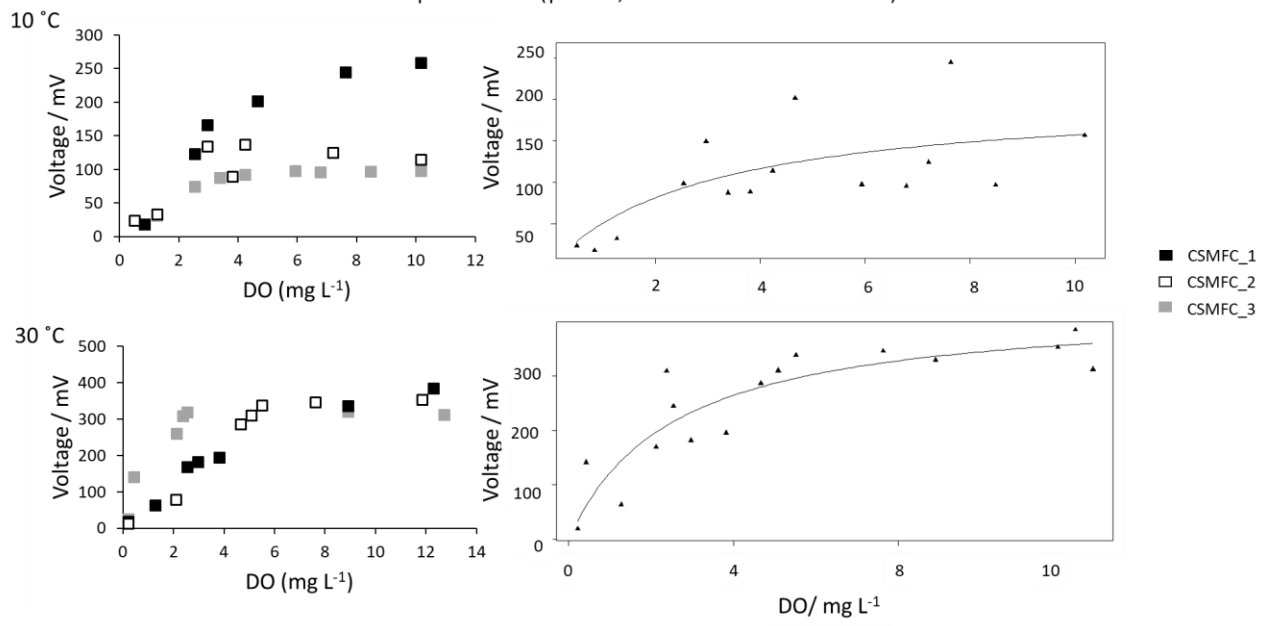 10 ˚C
Voltage / mV
300
250
200
150
100
50
0
0 2 4 6 8 10 12
DO (mg L-1)
Voltage / mV
250
200
150
100
50
2 4 6 8 10
CSMFC_1
CSMFC_2
CSMFC_3
30 ˚C
Voltage / mV
500
400
300
200
100
0
0 2 4 6 8 10 12 14
DO (mg L-1)
Voltage / mV
300
200
100
0
0 4 8 10
DO/ mg L-1